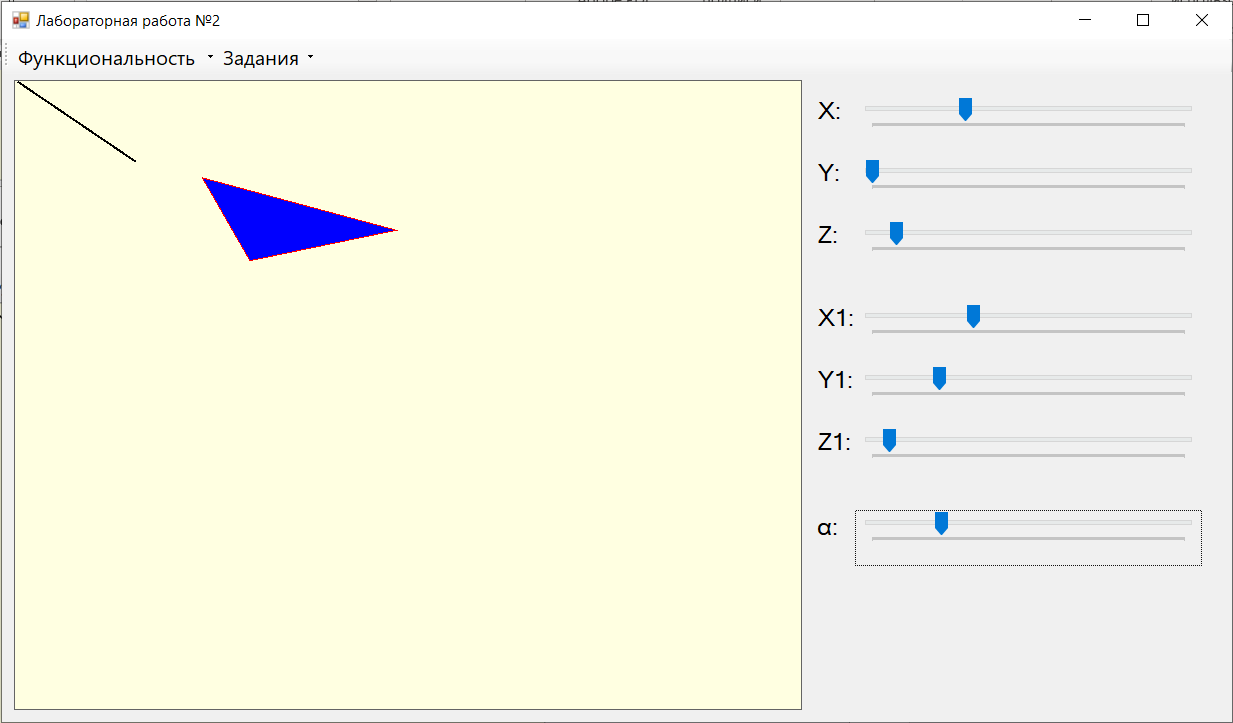 Лабораторная работа №2
Функциональность Задания
X:
Y:
Z:
X1:
Y1:
Z1:
α: